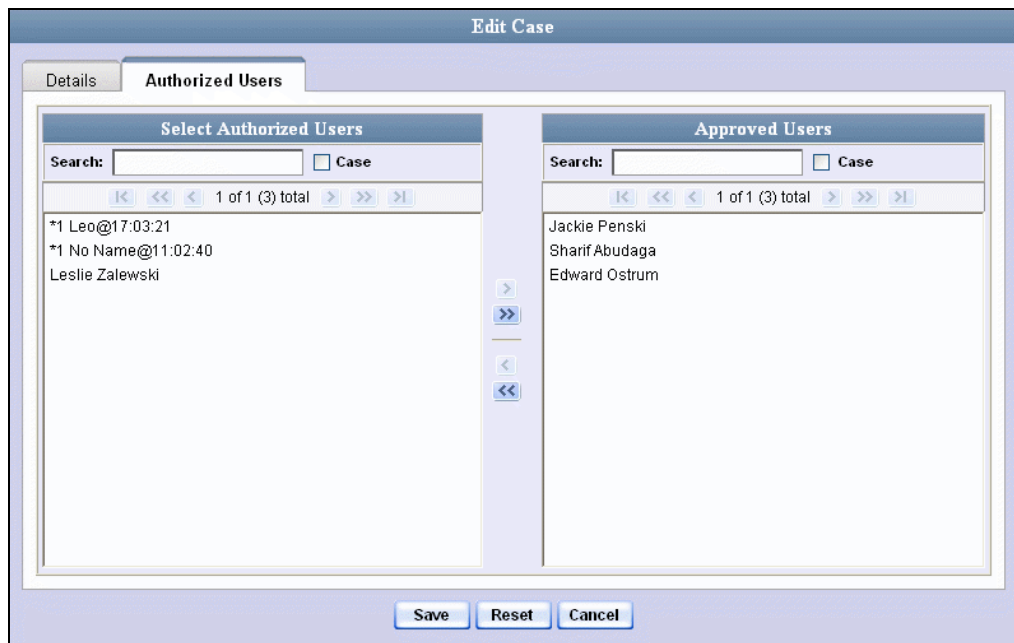 Edit Case
Details
Authorized Users
Select Authorized Users
Search:
Case
|< << < 1 of 1 (3) total > >> >|
*1 Leo@17:03:21
*1 No Name@11:02:40
Leslie Zalewski
>
>>
<
<<
Approved Users
Search:
Case
|< << < 1 of 1 (3) total > >> >|
Jackie Penski
Sharif Abudaga
Edward Ostrum
Save
Reset
Cancel